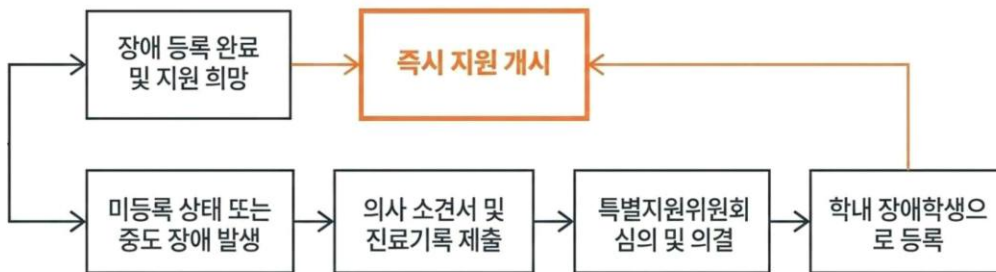 장애 등록 완료
및 지원 희망
즉시 지원 개시
미등록 상태 또는
중도 장애 발생
의사 소견서 및
진료기록 제출
특별지원위원회
심의 및 의결
학내 장애학생으
로 등록